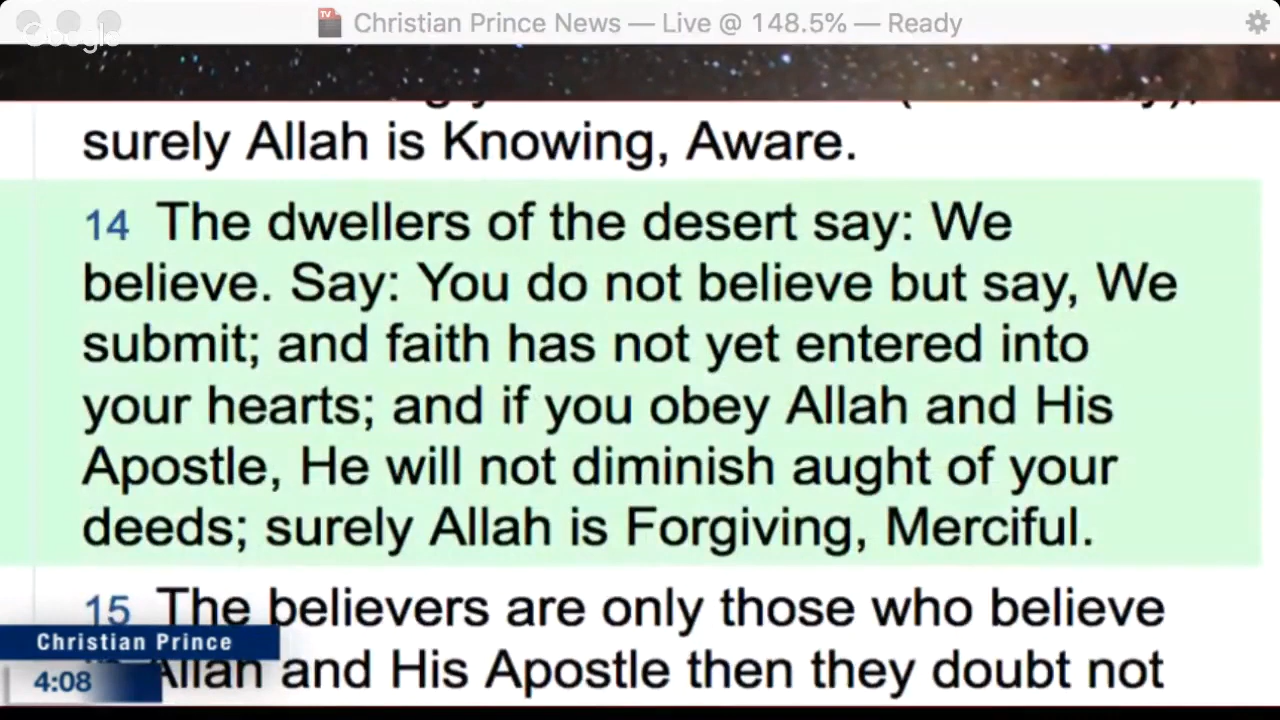 Christian Prince News — Live @ 148.5% — Ready
Google
surely Allah is Knowing, Aware.
14 The dwellers of the desert say: We
believe. Say: You do not believe but say, We
submit; and faith has not yet entered into
your hearts; and if you obey Allah and His
Apostle, He will not diminish aught of your
deeds; surely Allah is Forgiving, Merciful.
15 The believers are only those who believe
Christian Prince
Allah and His Apostle then they doubt not
4:08